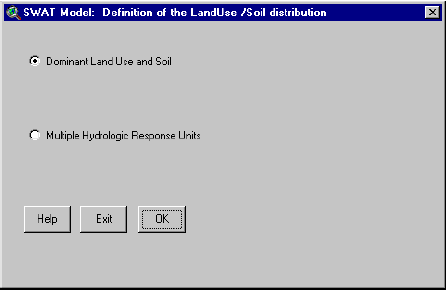 SWAT Model: Definition of the LandUse /Soil distribution
Dominant Land Use and Soil
Multiple Hydrologic Response Units
Help Exit OK